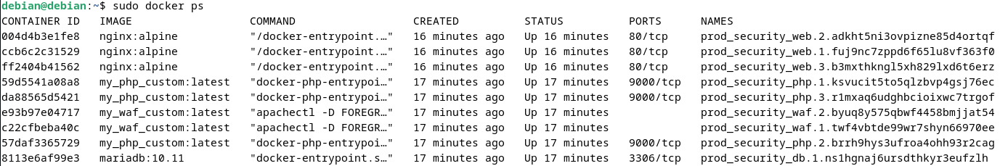 debian@debian:~$ sudo docker ps
CONTAINER ID   IMAGE                  COMMAND                  CREATED          STATUS          PORTS      NAMES
004d4b3e1fe8   nginx:alpine           "/docker-entrypoint.…"   16 minutes ago   Up 16 minutes   80/tcp     prod_security_web.2.adkht5ni3ovpizne85d4ortqf
ccb6c2c31529   nginx:alpine           "/docker-entrypoint.…"   16 minutes ago   Up 16 minutes   80/tcp     prod_security_web.1.fuj9nc7zppd6f65lu8vf363f0
ff2404b41562   nginx:alpine           "/docker-entrypoint.…"   16 minutes ago   Up 16 minutes   80/tcp     prod_security_web.3.b3mxthkngl5xh829lxd6t6erz
59d5541a08a8   my_php_custom:latest   "docker-php-entrypoi…"   17 minutes ago   Up 17 minutes   9000/tcp   prod_security_php.1.ksvucit5to5qlzbvp4gsj76ec
da88565d5421   my_php_custom:latest   "docker-php-entrypoi…"   17 minutes ago   Up 17 minutes   9000/tcp   prod_security_php.3.r1mxaq6udghbcioixwc7trgof
e93b97e04717   my_waf_custom:latest   "apachectl -D FOREGR…"   17 minutes ago   Up 17 minutes              prod_security_waf.2.byuq8y575qbwf4458bmjjat54
c22cfbeba40c   my_waf_custom:latest   "apachectl -D FOREGR…"   17 minutes ago   Up 17 minutes              prod_security_waf.1.twf4vbtde99wr7shyn66970ee
57daf3365729   my_php_custom:latest   "docker-php-entrypoi…"   17 minutes ago   Up 17 minutes   9000/tcp   prod_security_php.2.brrh9hys3ufroa4ohh93r2cag
8113e6af99e3   mariadb:10.11          "docker-entrypoint.s…"   17 minutes ago   Up 17 minutes   3306/tcp   prod_security_db.1.ns1hgnaj6ursdthkyr3eufzlh